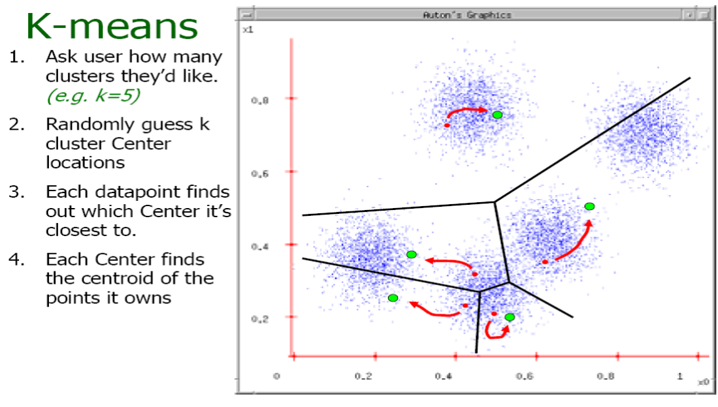 K-means
1. Ask user how many
clusters they'd like.
(e.g. k=5)
2. Randomly guess k
cluster Center
locations
3. Each datapoint finds
out which Center it's
closest to.
4. Each Center finds
the centroid of the
points it owns
Auton's Graphics
x1
0.8
0.6
0.4
0.2
0 0.2 0.4 0.6 0.8 1 x0